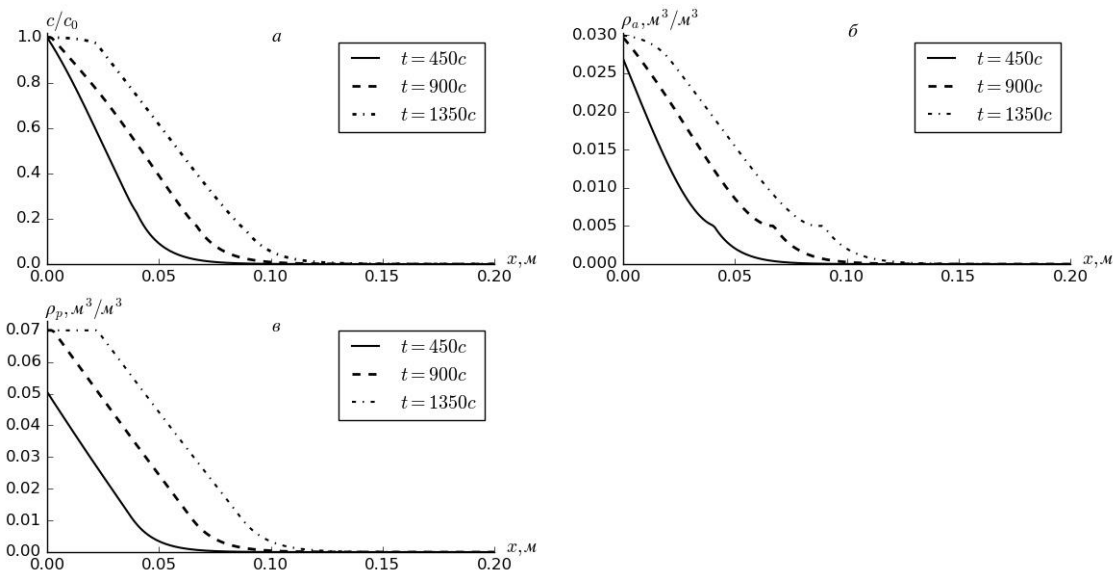 c/c₀
а
1.0
0.8
0.6
0.4
0.2
0.0
t = 450c
t = 900c
t = 1350c
0.00 0.05 0.10 0.15 0.20
x, м
ρₐ, м³/м³
б
0.030
0.025
0.020
0.015
0.010
0.005
0.000
t = 450c
t = 900c
t = 1350c
0.00 0.05 0.10 0.15 0.20
x, м
ρₚ, м³/м³
в
0.07
0.06
0.05
0.04
0.03
0.02
0.01
0.00
t = 450c
t = 900c
t = 1350c
0.00 0.05 0.10 0.15 0.20
x, м